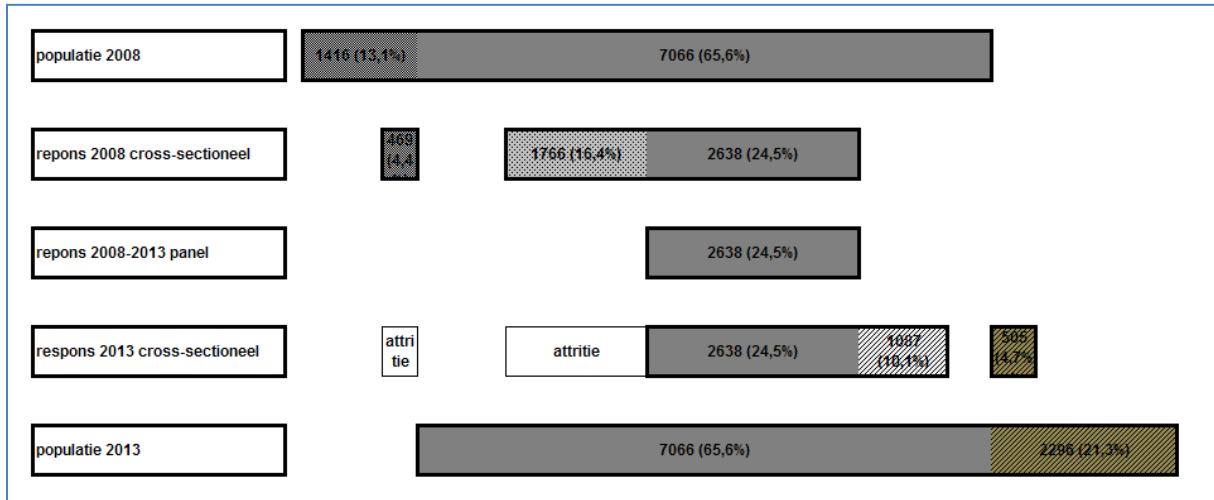 populatie 2008
1416 (13,1%)
7066 (65,6%)
repons 2008 cross-sectioneel
469
(4,4
1766 (16,4%)
2638 (24,5%)
repons 2008-2013 panel
2638 (24,5%)
respons 2013 cross-sectioneel
attri
tie
attritie
2638 (24,5%)
1087
(10,1%)
505
(4,7%
populatie 2013
7066 (65,6%)
2296 (21,3%)